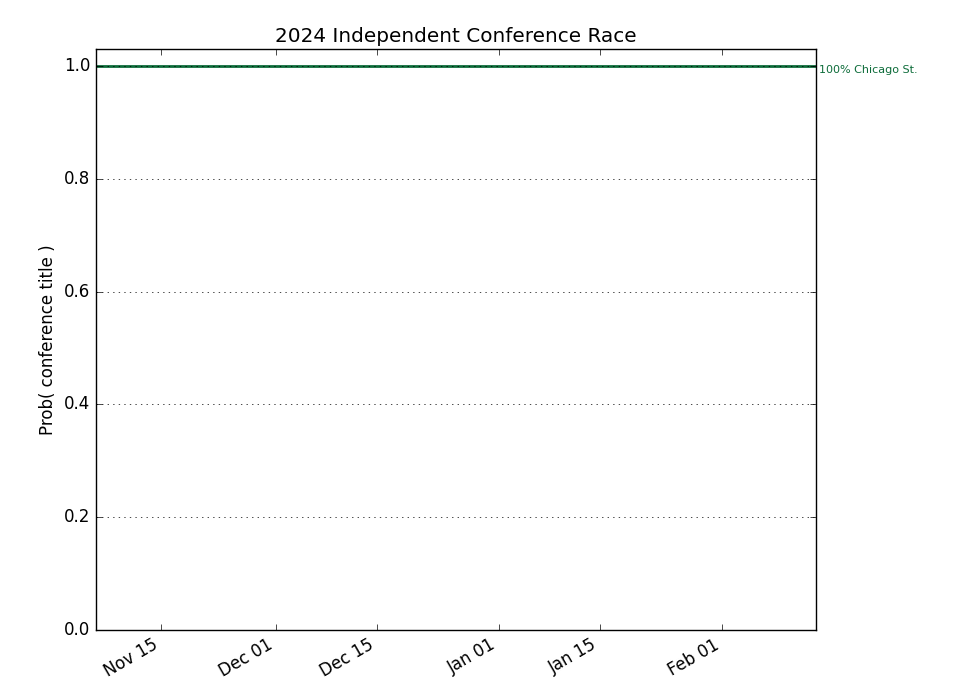 2024 Independent Conference Race
Prob( conference title )
1.0
0.8
0.6
0.4
0.2
0.0
100% Chicago St.
Nov 15
Dec 01
Dec 15
Jan 01
Jan 15
Feb 01